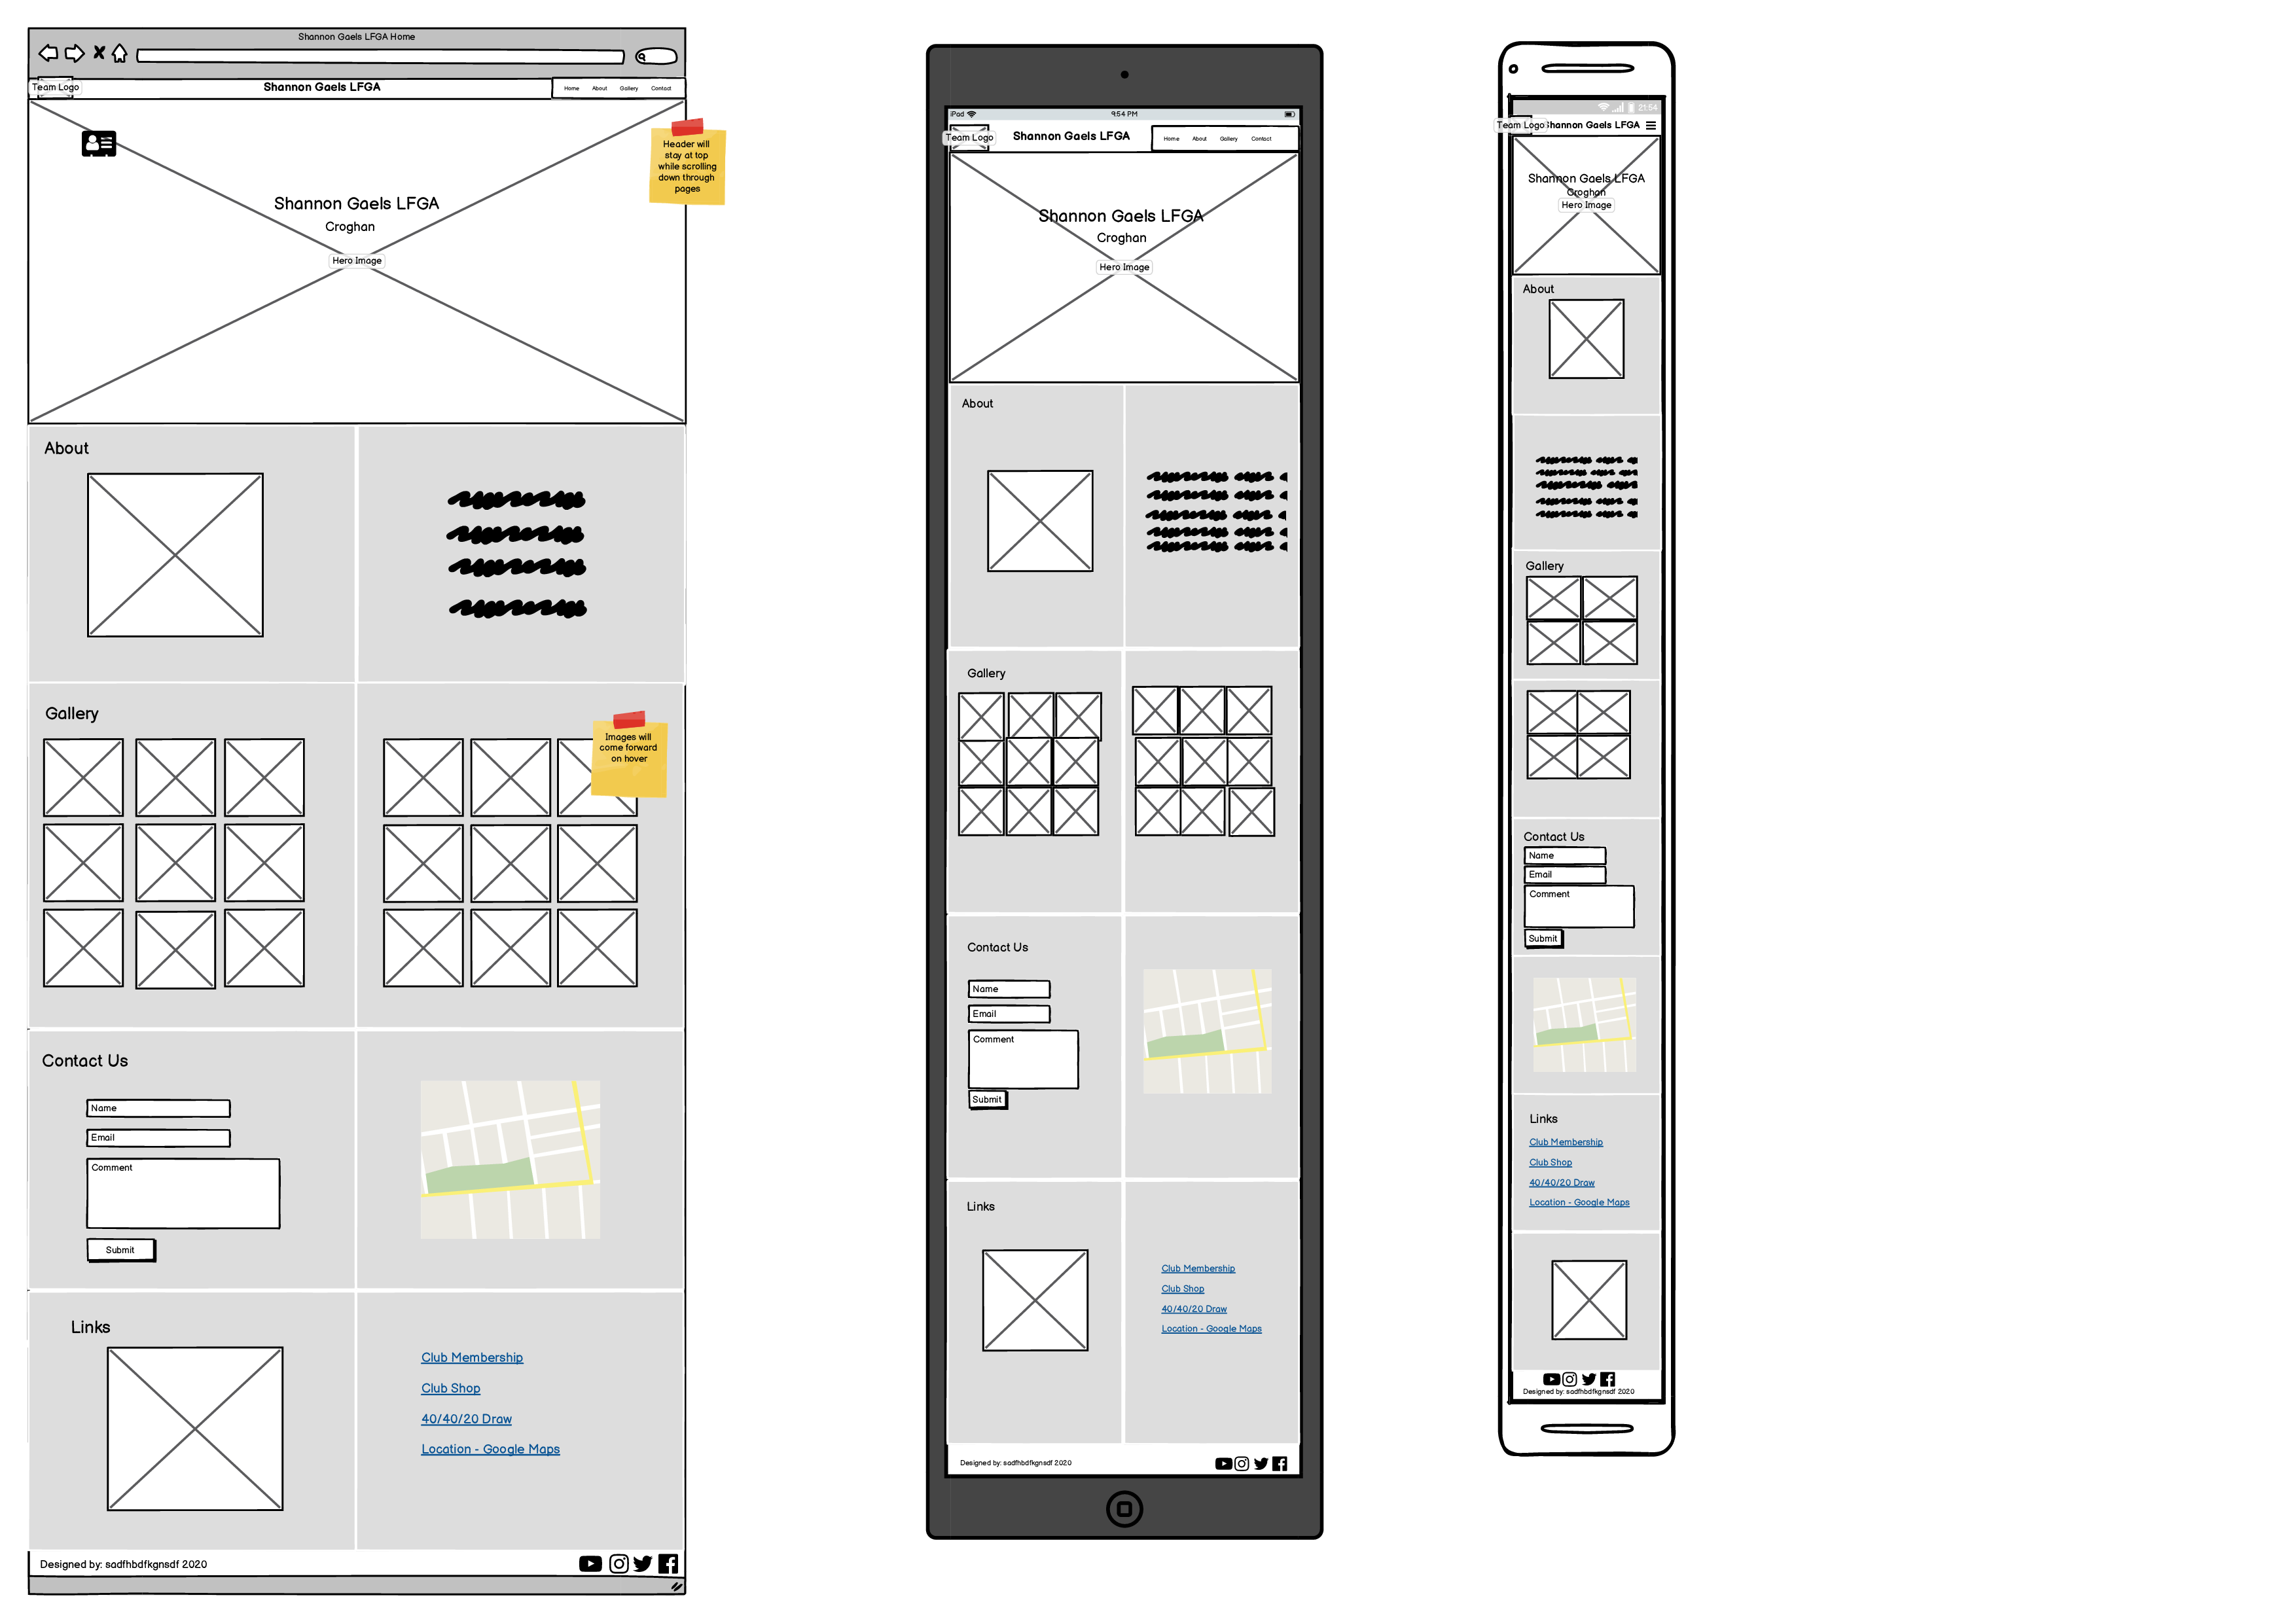 Shannon Gaels LFGA Home
Team Logo
Shannon Gaels LFGA
Home About Gallery Contact
Header will
stay at top
while scrolling
down through
pages
Shannon Gaels LFGA
Croghan
Hero Image
About
Gallery
Images will
come forward
on hover
Contact Us
Name
Email
Comment
Submit
Links
Club Membership
Club Shop
40/40/20 Draw
Location - Google Maps
Designed by: sadfhbdfkgnsdf 2020
iPad
9:54 PM
Team Logo
Shannon Gaels LFGA
Home About Gallery Contact
Shannon Gaels LFGA
Croghan
Hero Image
About
Gallery
Contact Us
Name
Email
Comment
Submit
Links
Club Membership
Club Shop
40/40/20 Draw
Location - Google Maps
Designed by: sadfhbdfkgnsdf 2020
21:54
Team Logo
Shannon Gaels LFGA
Shannon Gaels LFGA
Croghan
Hero Image
About
Gallery
Contact Us
Name
Email
Comment
Submit
Links
Club Membership
Club Shop
40/40/20 Draw
Location - Google Maps
Designed by: sadfhbdfkgnsdf 2020